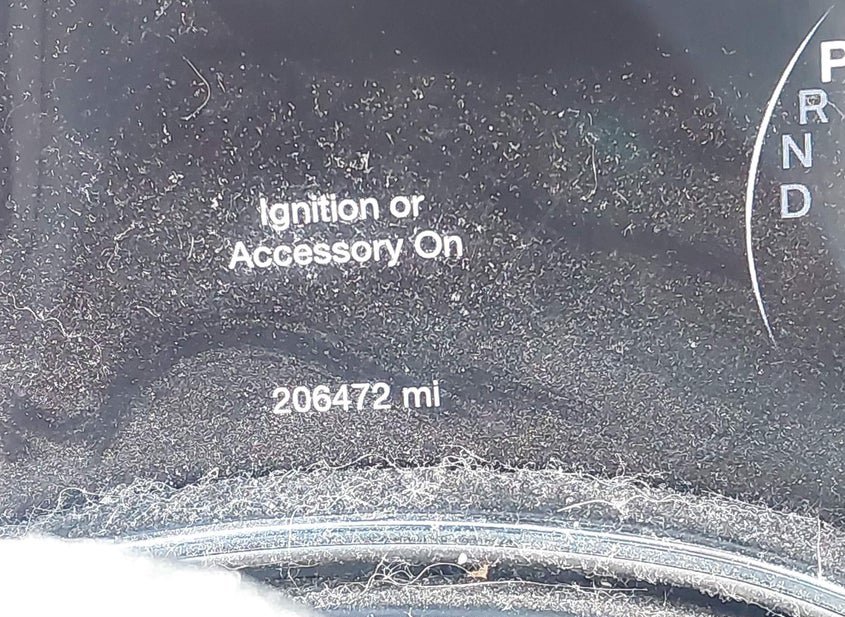 Ignition or
Accessory On
206472 mi
P
R
N
D